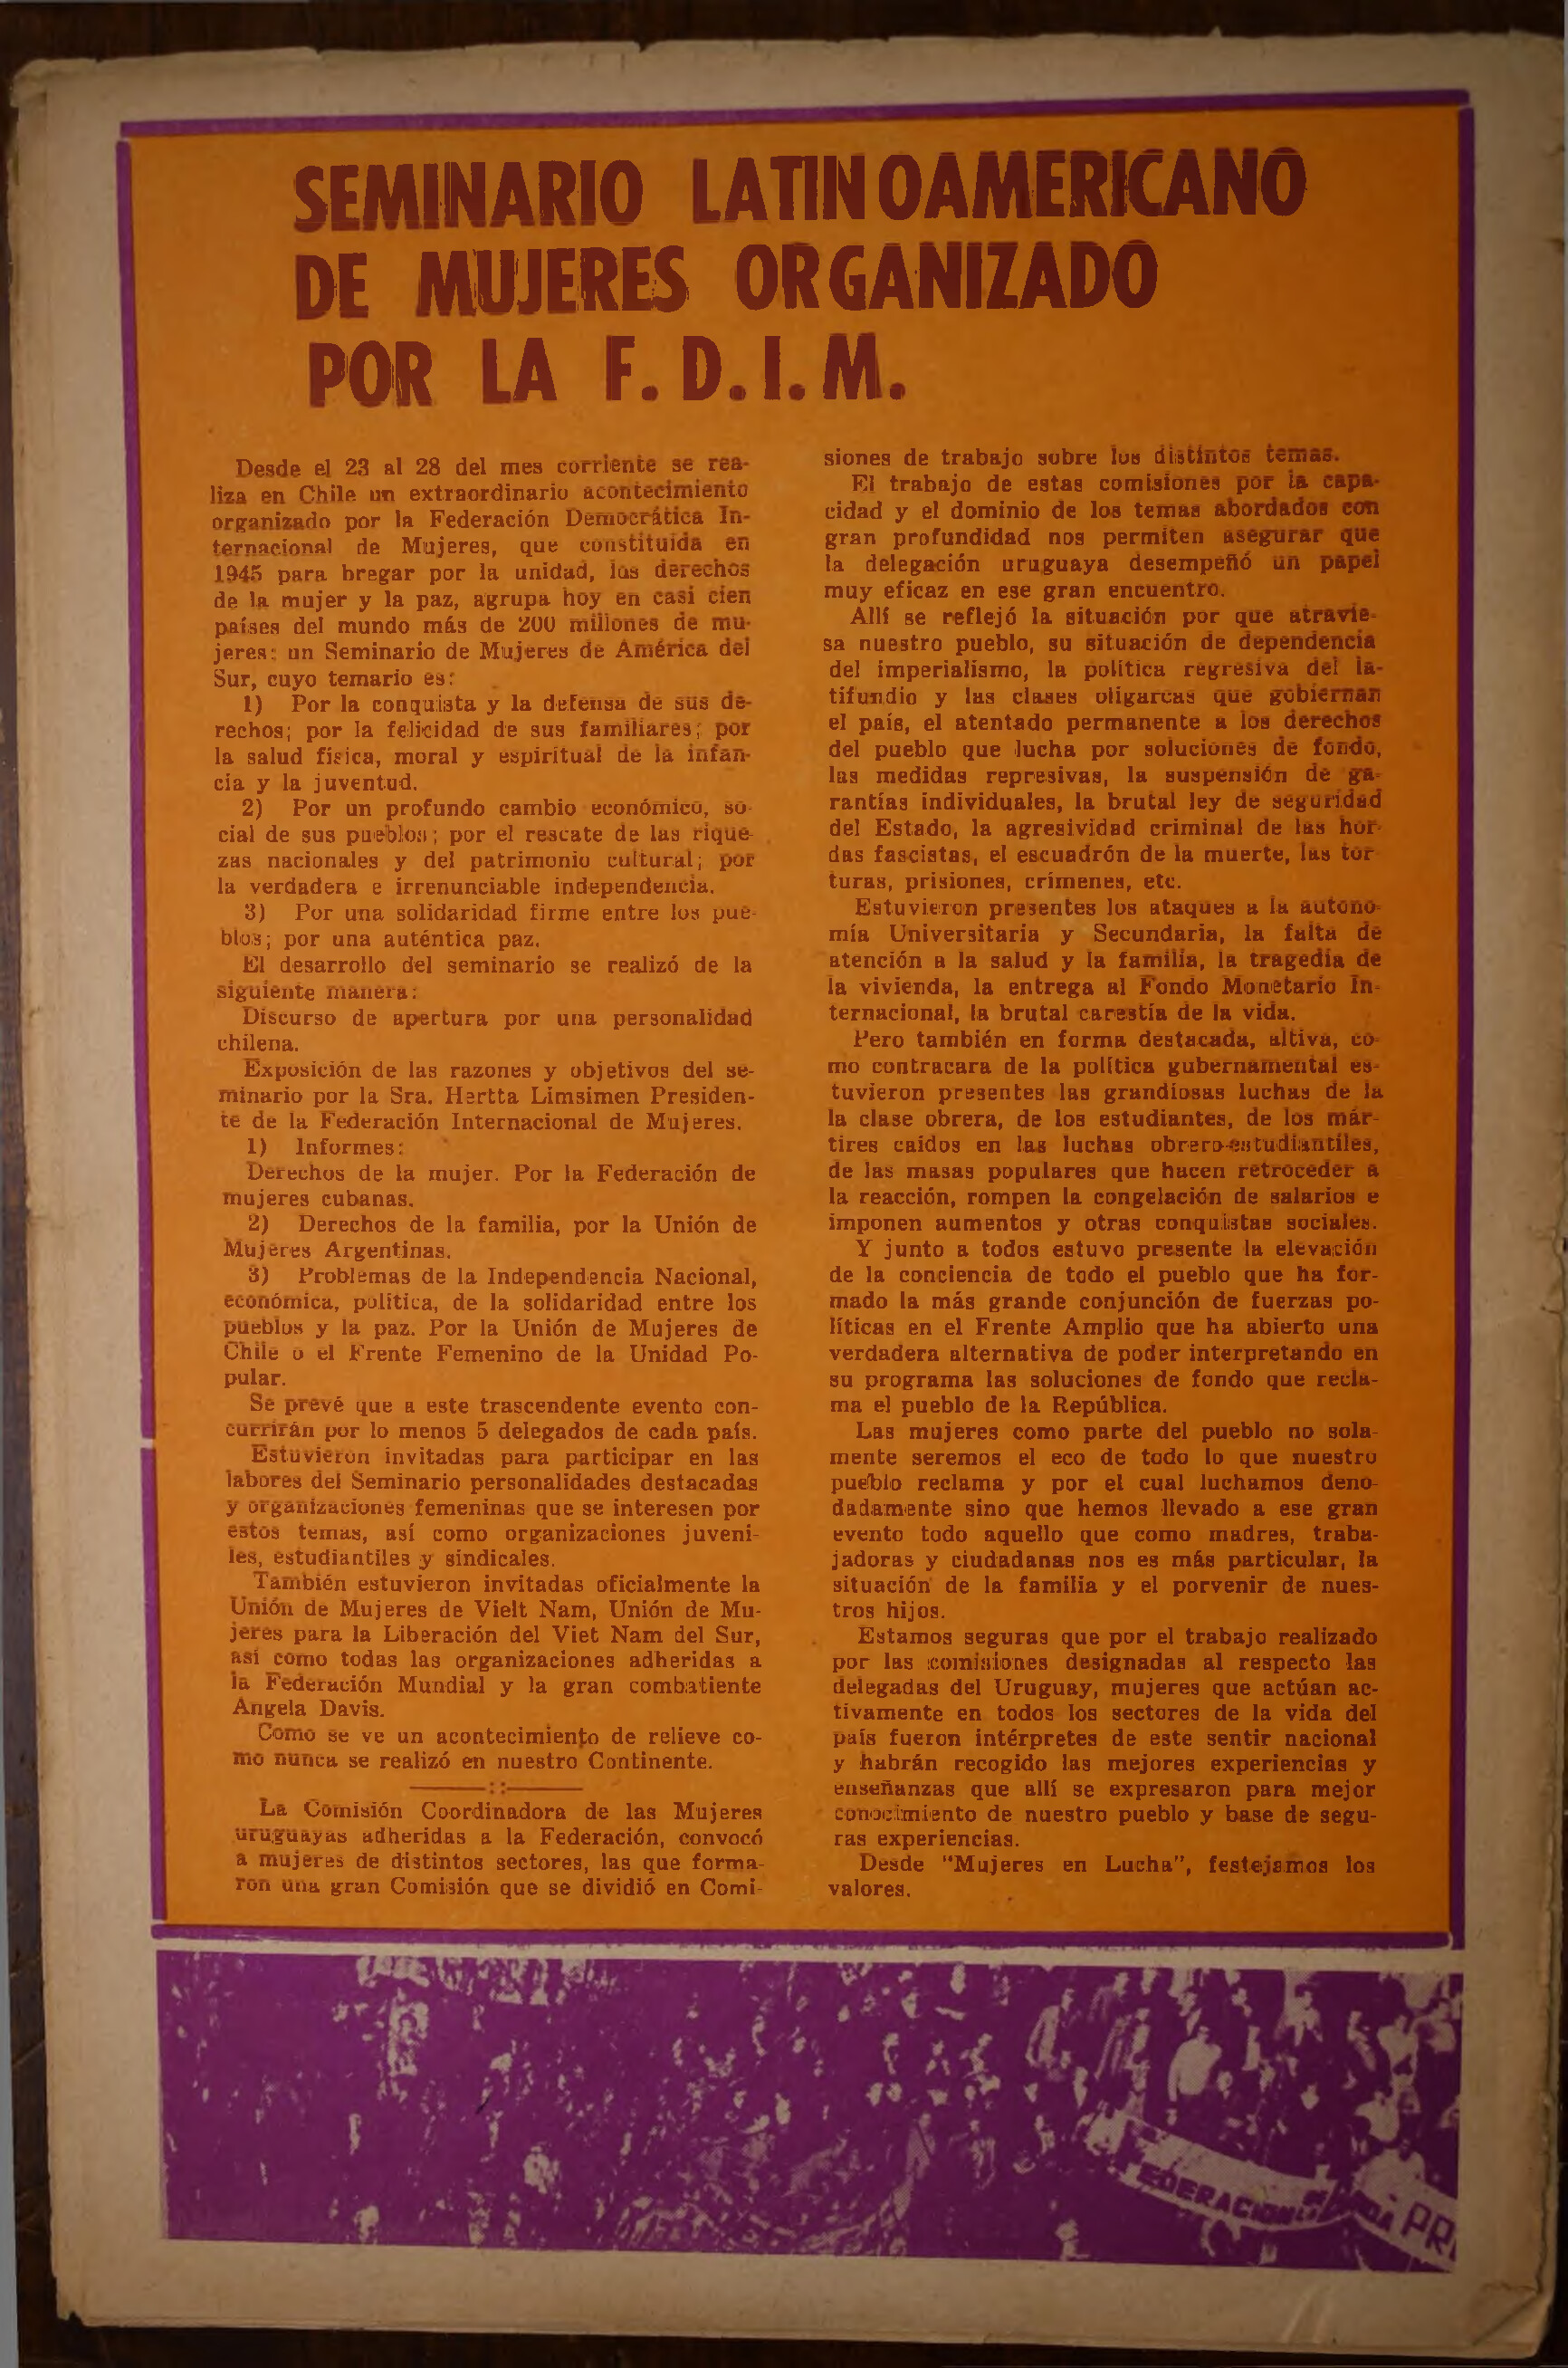 SEMINARIO LATINOAMERICANO
DE MUJERES ORGANIZADO
POR LA F.D.I.M.
Desde el 23 al 28 del mes corriente se rea-
liza en Chile un extraordinario acontecimiento
organizado por la Federación Democrática In-
ternacional de Mujeres, que constituída en
1945 para bregar por la unidad, los derechos
de la mujer y la paz, agrupa hoy en casi cien
países del mundo más de 200 millones de mu-
jeres: un Seminario de Mujeres de América del
Sur, cuyo temario es:
1) Por la conquista y la defensa de sus de-
rechos; por la felicidad de sus familiares; por
la salud física, moral y espiritual de la infan-
cia y la juventud.
2) Por un profundo cambio económico, so-
cial de sus pueblos; por el rescate de las rique-
zas nacionales y del patrimonio cultural; por
la verdadera e irrenunciable independencia.
3) Por una solidaridad firme entre los pue-
blos; por una auténtica paz.
El desarrollo del seminario se realizó de la
siguiente manera:
Discurso de apertura por una personalidad
chilena.
Exposición de las razones y objetivos del se-
minario por la Sra. Hertta Limsimen Presiden-
te de la Federación Internacional de Mujeres.
1) Informes:
Derechos de la mujer. Por la Federación de
mujeres cubanas.
2) Derechos de la familia, por la Unión de
Mujeres Argentinas.
3) Problemas de la Independencia Nacional,
económica, política, de la solidaridad entre los
pueblos y la paz. Por la Unión de Mujeres de
Chile o el Frente Femenino de la Unidad Po-
pular.
Se prevé que a este trascendente evento con-
currirán por lo menos 5 delegados de cada país.
Estuvieron invitadas para participar en las
labores del Seminario personalidades destacadas
y organizaciones femeninas que se interesen por
estos temas, así como organizaciones juveni-
les, estudiantiles y sindicales.
También estuvieron invitadas oficialmente la
Unión de Mujeres de Vielt Nam, Unión de Mu-
jeres para la Liberación del Viet Nam del Sur,
así como todas las organizaciones adheridas a
la Federación Mundial y la gran combatiente
Angela Davis.
Como se ve un acontecimiento de relieve co-
mo nunca se realizó en nuestro Continente.
——::——
La Comisión Coordinadora de las Mujeres
uruguayas adheridas a la Federación, convocó
a mujeres de distintos sectores, las que forma-
ron una gran Comisión que se dividió en Comi-
siones de trabajo sobre los distintos temas.
El trabajo de estas comisiones por la capa-
cidad y el dominio de los temas abordados con
gran profundidad nos permiten asegurar que
la delegación uruguaya desempeñó un papel
muy eficaz en ese gran encuentro.
Allí se reflejó la situación por que atravie-
sa nuestro pueblo, su situación de dependencia
del imperialismo, la política regresiva del la-
tifundio y las clases oligarcas que gobiernan
el país, el atentado permanente a los derechos
del pueblo que lucha por soluciones de fondo,
las medidas represivas, la suspensión de ga-
rantías individuales, la brutal ley de seguridad
del Estado, la agresividad criminal de las hor-
das fascistas, el escuadrón de la muerte, las tor-
turas, prisiones, crímenes, etc.
Estuvieron presentes los ataques a la autono-
mía Universitaria y Secundaria, la falta de
atención a la salud y la familia, la tragedia de
la vivienda, la entrega al Fondo Monetario In-
ternacional, la brutal carestía de la vida.
Pero también en forma destacada, altiva, co-
mo contracara de la política gubernamental es-
tuvieron presentes las grandiosas luchas de la
la clase obrera, de los estudiantes, de los már-
tires caídos en las luchas obrero-estudiantiles,
de las masas populares que hacen retroceder a
la reacción, rompen la congelación de salarios e
imponen aumentos y otras conquistas sociales.
Y junto a todos estuvo presente la elevación
de la conciencia de todo el pueblo que ha for-
mado la más grande conjunción de fuerzas po-
líticas en el Frente Amplio que ha abierto una
verdadera alternativa de poder interpretando en
su programa las soluciones de fondo que recla-
ma el pueblo de la República.
Las mujeres como parte del pueblo no sola-
mente seremos el eco de todo lo que nuestro
pueblo reclama y por el cual luchamos deno-
dadamente sino que hemos llevado a ese gran
evento todo aquello que como madres, traba-
jadoras y ciudadanas nos es más particular, la
situación de la familia y el porvenir de nues-
tros hijos.
Estamos seguras que por el trabajo realizado
por las comisiones designadas al respecto las
delegadas del Uruguay, mujeres que actúan ac-
tivamente en todos los sectores de la vida del
país fueron intérpretes de este sentir nacional
y habrán recogido las mejores experiencias y
enseñanzas que allí se expresaron para mejor
conocimiento de nuestro pueblo y base de segu-
ras experiencias.
Desde "Mujeres en Lucha", festejamos los
valores.
EDERACION
PR